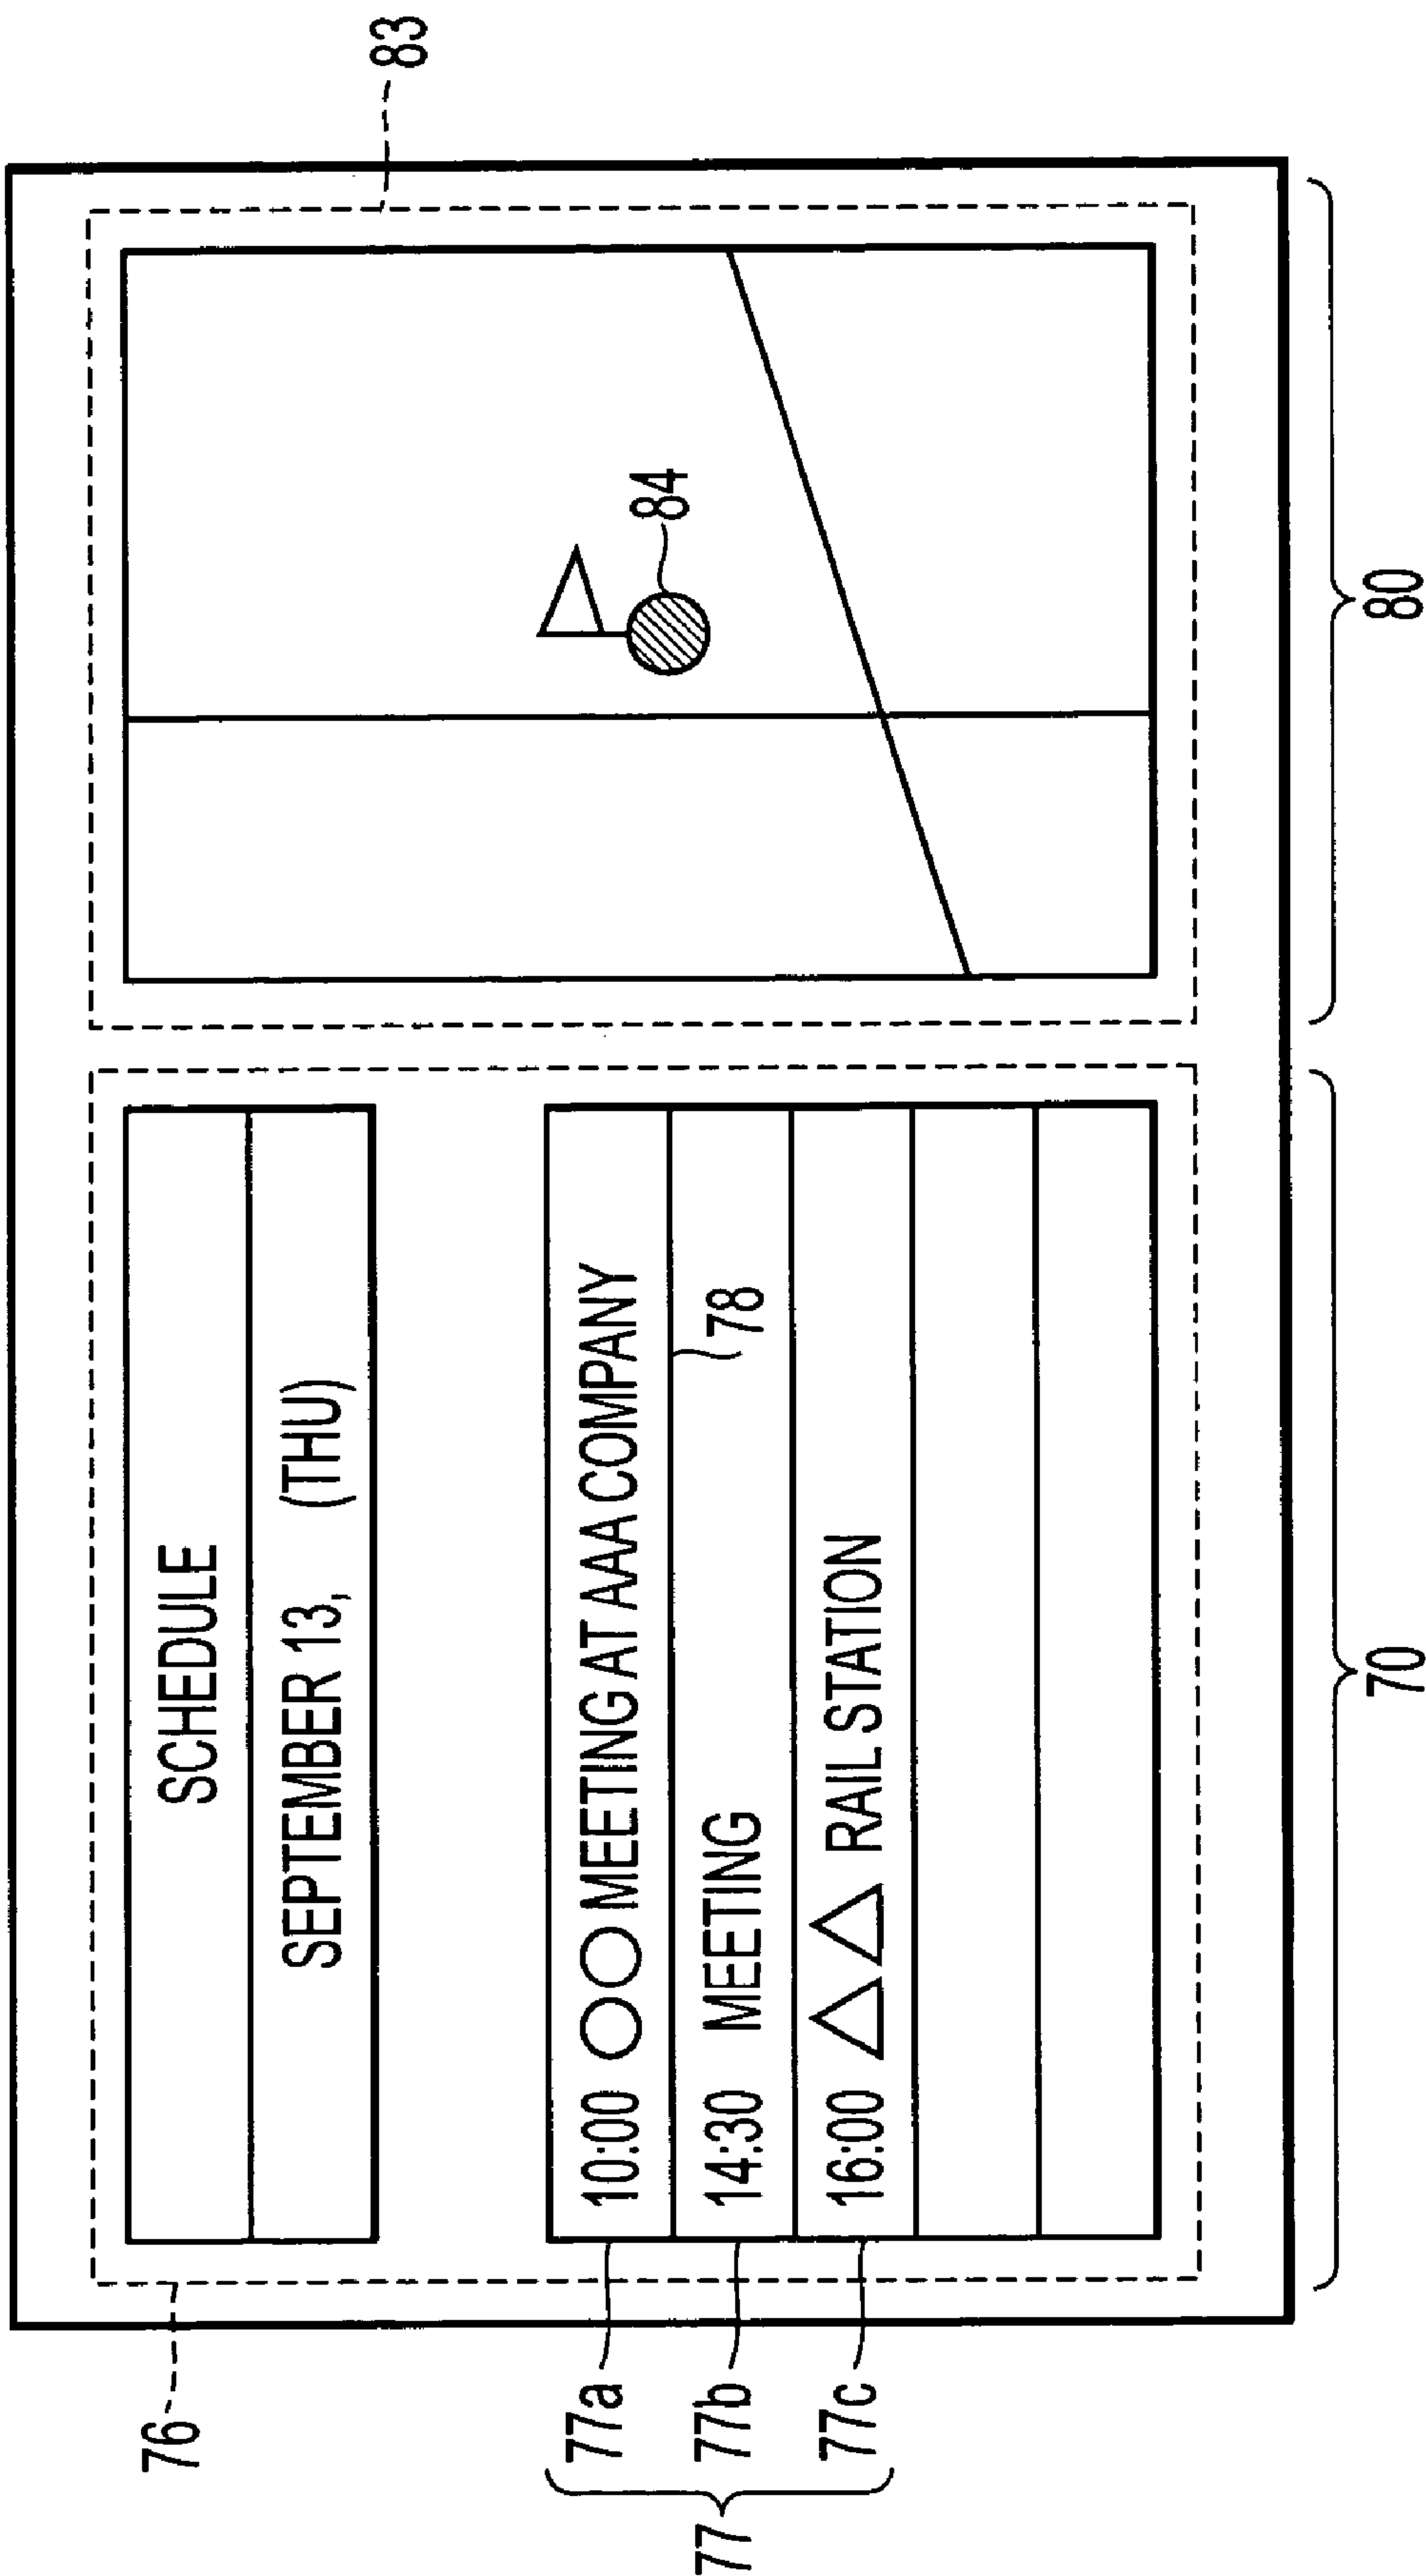 83
SCHEDULE
SEPTEMBER 13, (THU)
84
10:00 ○○ MEETING AT AAA COMPANY
78
14:30 MEETING
16:00 △△ RAIL STATION
76
77
77a
77b
77c
70
80